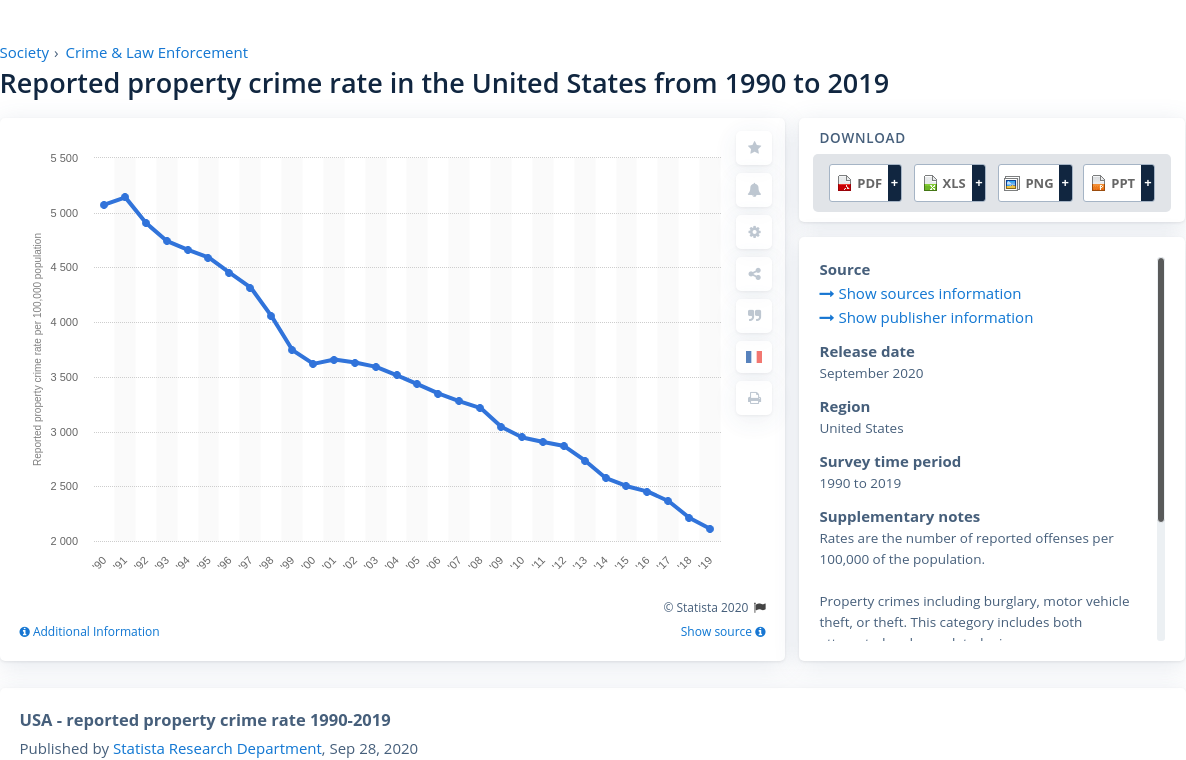 Society › Crime & Law Enforcement
Reported property crime rate in the United States from 1990 to 2019
Reported property crime rate per 100,000 population
5 500
5 000
4 500
4 000
3 500
3 000
2 500
2 000
'90 '91 '92 '93 '94 '95 '96 '97 '98 '99 '00 '01 '02 '03 '04 '05 '06 '07 '08 '09 '10 '11 '12 '13 '14 '15 '16 '17 '18 '19
© Statista 2020
Additional Information
Show source
DOWNLOAD
PDF + XLS + PNG + PPT +
Source
Show sources information
Show publisher information
Release date
September 2020
Region
United States
Survey time period
1990 to 2019
Supplementary notes
Rates are the number of reported offenses per
100,000 of the population.
Property crimes including burglary, motor vehicle
theft, or theft. This category includes both
USA - reported property crime rate 1990-2019
Published by Statista Research Department, Sep 28, 2020